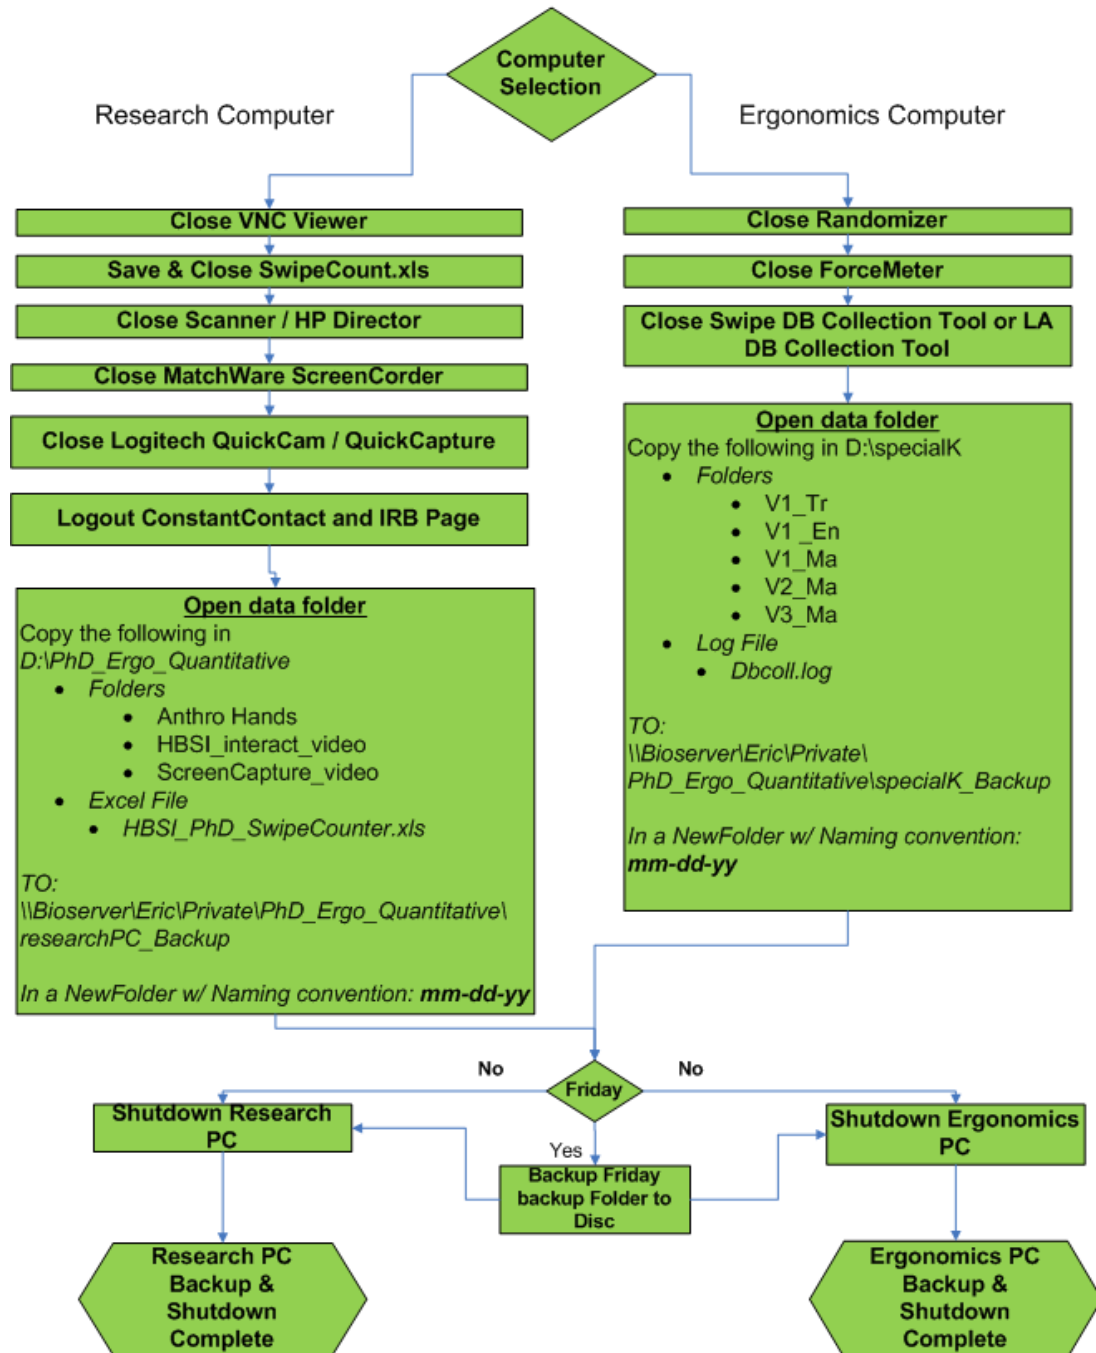 Computer
Selection
Research Computer
Ergonomics Computer
Close VNC Viewer
Save & Close SwipeCount.xls
Close Scanner / HP Director
Close MatchWare ScreenCorder
Close Logitech QuickCam / QuickCapture
Logout ConstantContact and IRB Page
Open data folder
Copy the following in
D:\PhD_Ergo_Quantitative
• Folders
• Anthro Hands
• HBSI_interact_video
• ScreenCapture_video
• Excel File
• HBSI_PhD_SwipeCounter.xls
TO:
\\Bioserver\Eric\Private\PhD_Ergo_Quantitative\
researchPC_Backup
In a NewFolder w/ Naming convention: mm-dd-yy
Close Randomizer
Close ForceMeter
Close Swipe DB Collection Tool or LA
DB Collection Tool
Open data folder
Copy the following in D:\specialK
• Folders
• V1_Tr
• V1 _En
• V1_Ma
• V2_Ma
• V3_Ma
• Log File
• Dbcoll.log
TO:
\\Bioserver\Eric\Private\
PhD_Ergo_Quantitative\specialK_Backup
In a NewFolder w/ Naming convention:
mm-dd-yy
No
Friday
No
Yes
Shutdown Research
PC
Backup Friday
backup Folder to
Disc
Shutdown Ergonomics
PC
Research PC
Backup &
Shutdown
Complete
Ergonomics PC
Backup &
Shutdown
Complete